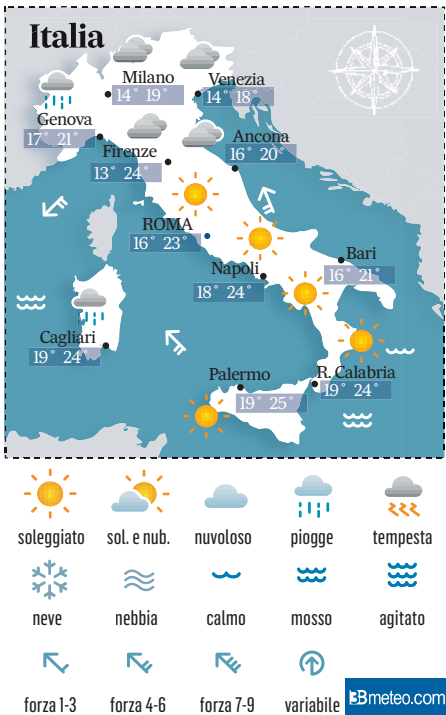 Italia
Milano
14° 19°
Venezia
14° 18°
Genova
17° 21°
Firenze
13° 24°
Ancona
16° 20°
ROMA
16° 23°
Bari
16° 21°
Napoli
18° 24°
Cagliari
19° 24°
Palermo
19° 25°
R. Calabria
19° 24°
soleggiato sol. e nub. nuvoloso piogge tempesta
neve nebbia calmo mosso agitato
forza 1-3 forza 4-6 forza 7-9 variabile
3Bmeteo.com